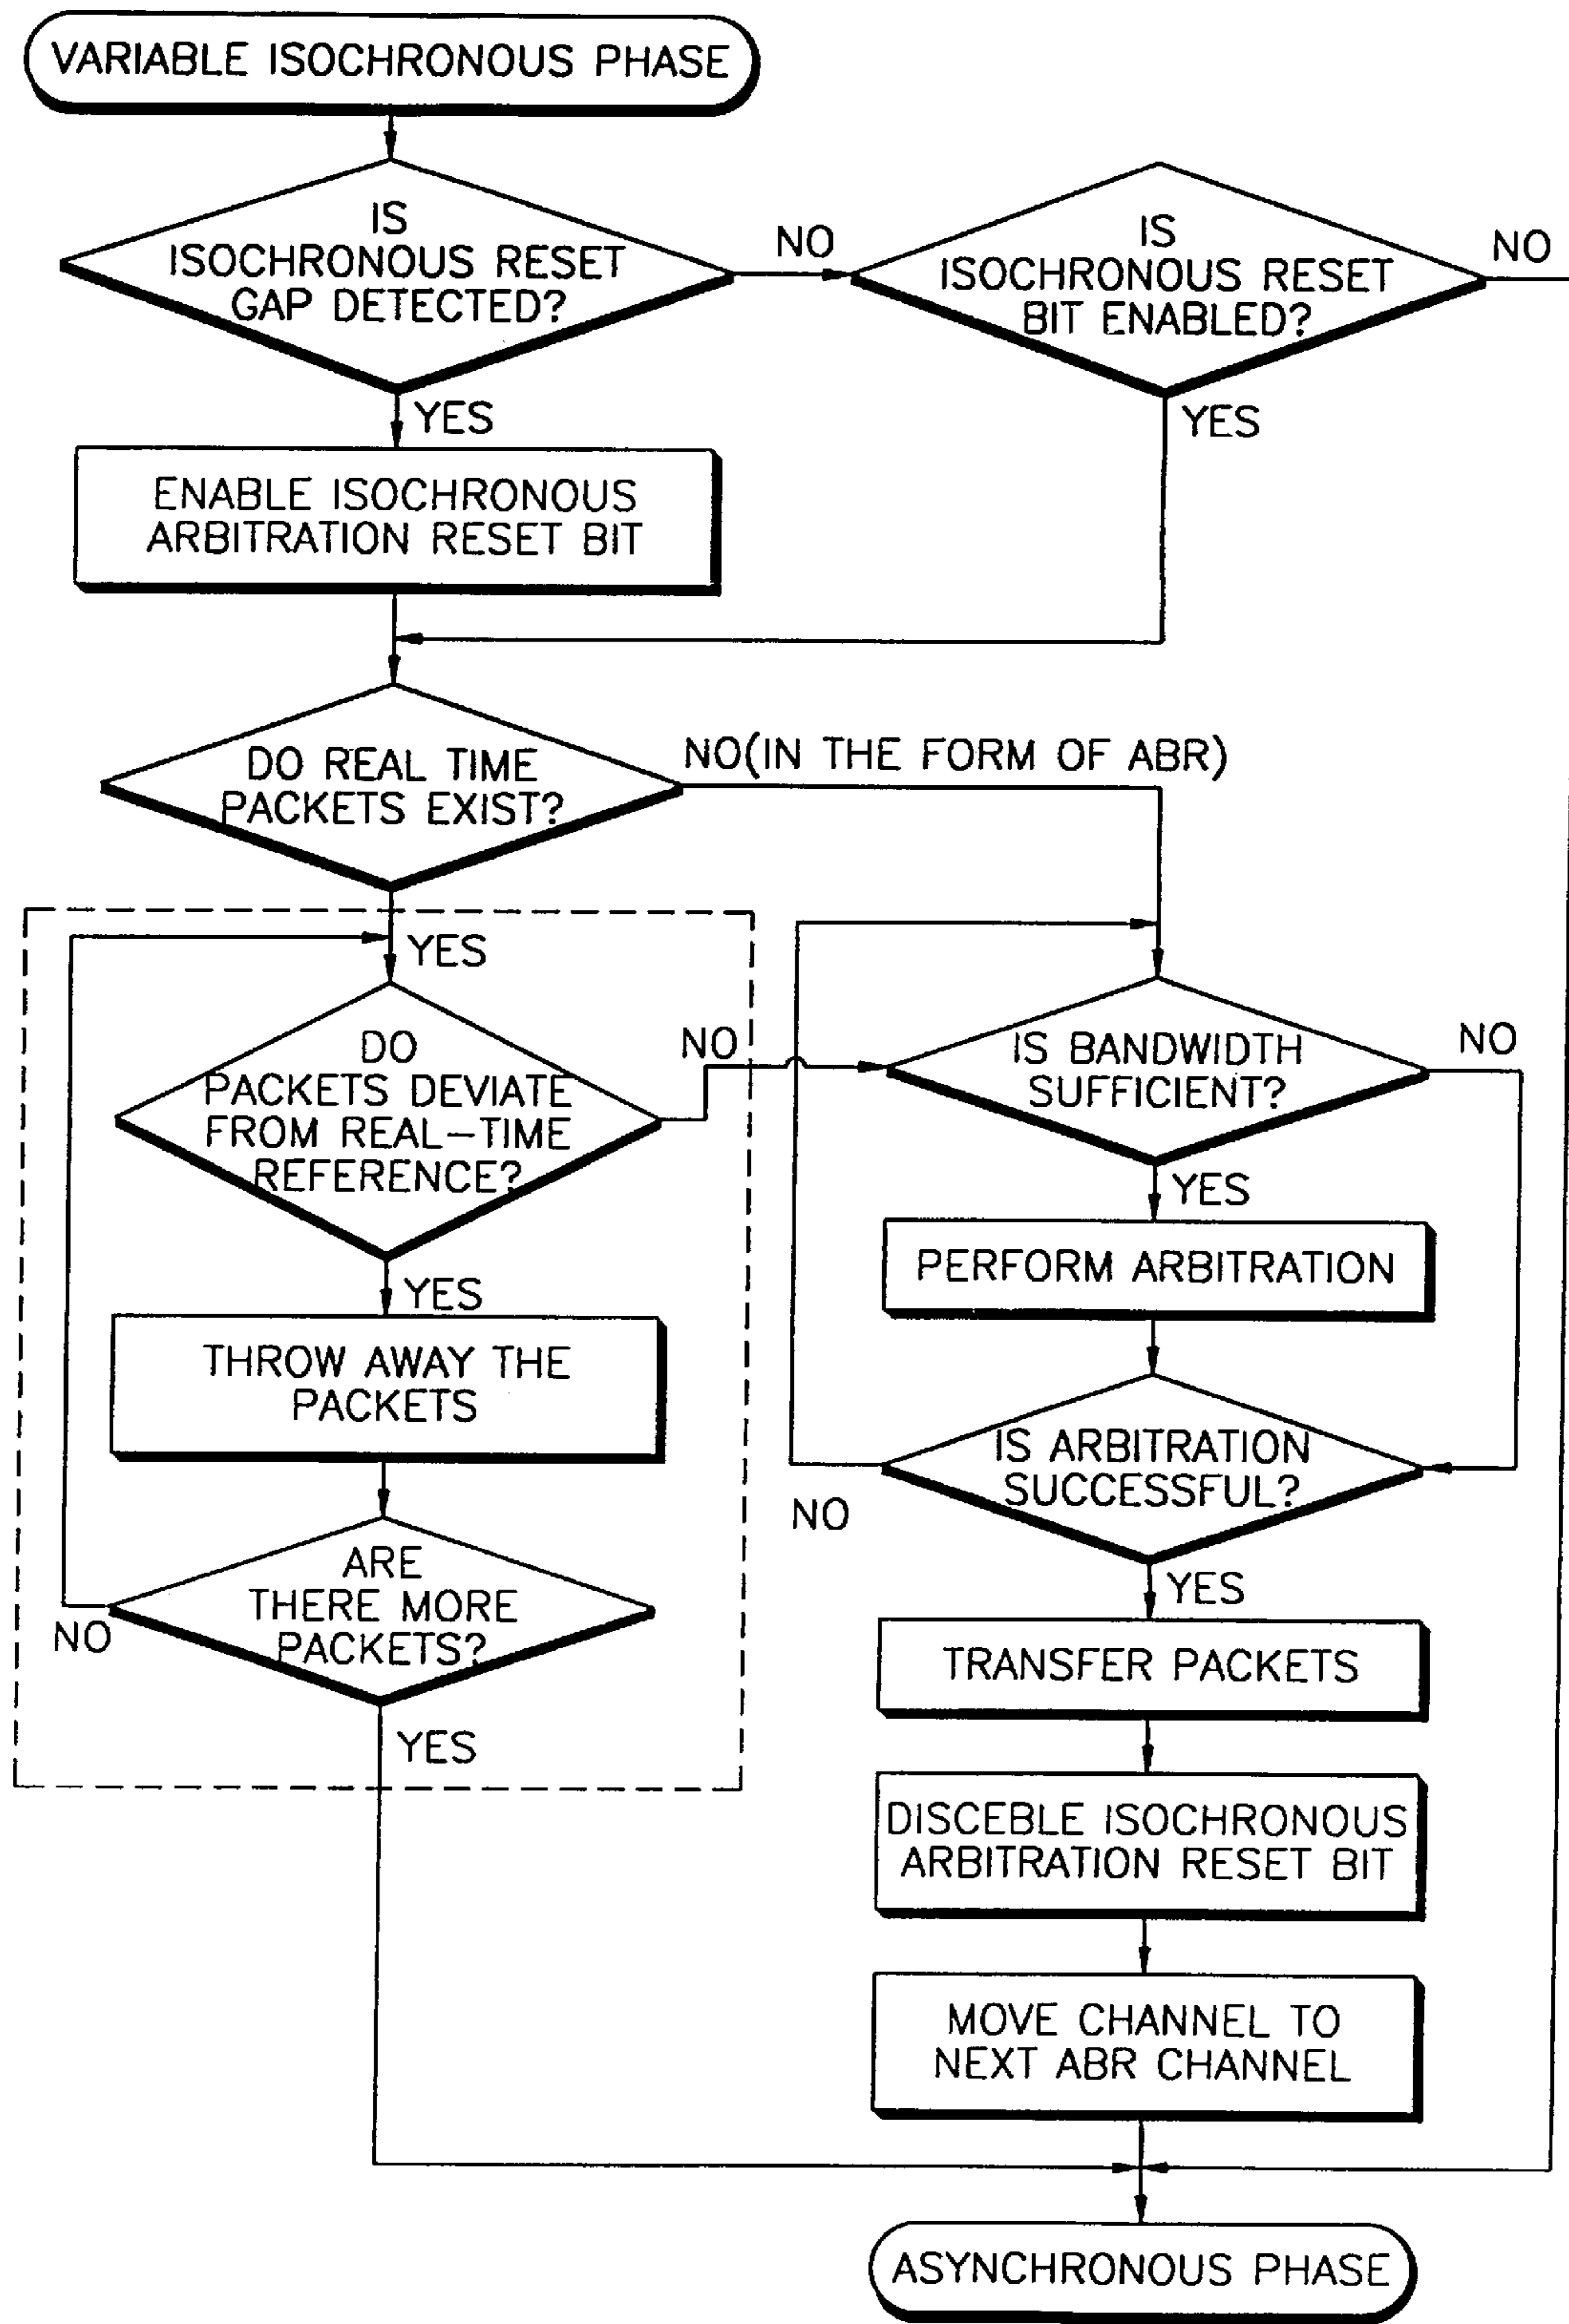 VARIABLE ISOCHRONOUS PHASE
IS
ISOCHRONOUS RESET
GAP DETECTED?
NO
IS
ISOCHRONOUS RESET
BIT ENABLED?
NO
YES
YES
ENABLE ISOCHRONOUS
ARBITRATION RESET BIT
DO REAL TIME
PACKETS EXIST?
NO(IN THE FORM OF ABR)
YES
DO
PACKETS DEVIATE
FROM REAL-TIME
REFERENCE?
NO
IS BANDWIDTH
SUFFICIENT?
NO
YES
PERFORM ARBITRATION
YES
THROW AWAY THE
PACKETS
IS ARBITRATION
SUCCESSFUL?
NO
YES
ARE
THERE MORE
PACKETS?
NO
YES
TRANSFER PACKETS
DISCEBLE ISOCHRONOUS
ARBITRATION RESET BIT
MOVE CHANNEL TO
NEXT ABR CHANNEL
ASYNCHRONOUS PHASE